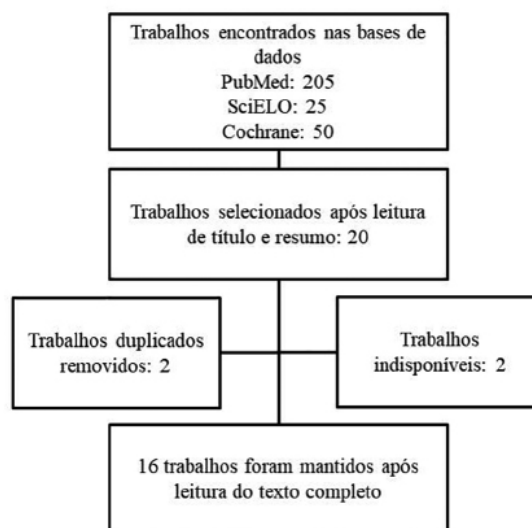 Trabalhos encontrados nas bases de
dados
PubMed: 205
SciELO: 25
Cochrane: 50
Trabalhos selecionados após leitura
de título e resumo: 20
Trabalhos duplicados
removidos: 2
Trabalhos
indisponíveis: 2
16 trabalhos foram mantidos após
leitura do texto completo